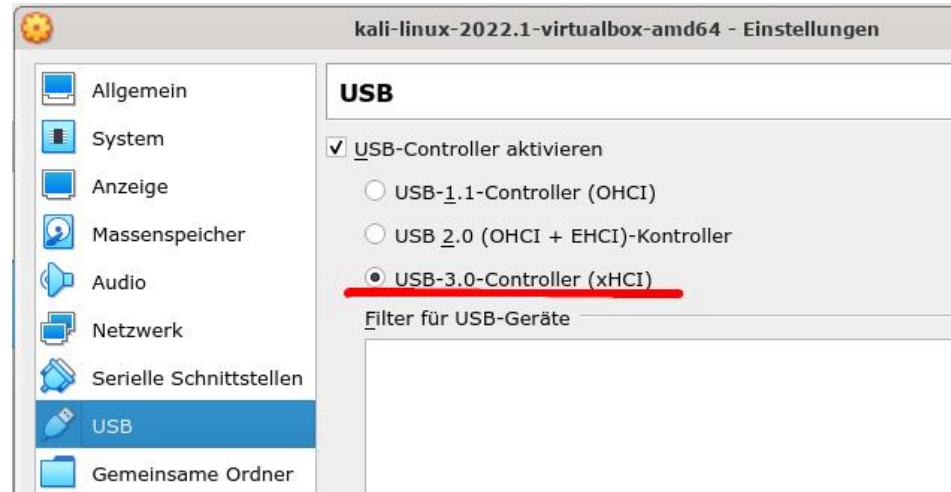 kali-linux-2022.1-virtualbox-amd64 - Einstellungen
Allgemein
System
Anzeige
Massenspeicher
Audio
Netzwerk
Serielle Schnittstellen
USB
Gemeinsame Ordner
USB
USB-Controller aktivieren
USB-1.1-Controller (OHCI)
USB 2.0 (OHCI + EHCI)-Kontroller
USB-3.0-Controller (xHCI)
Filter für USB-Geräte